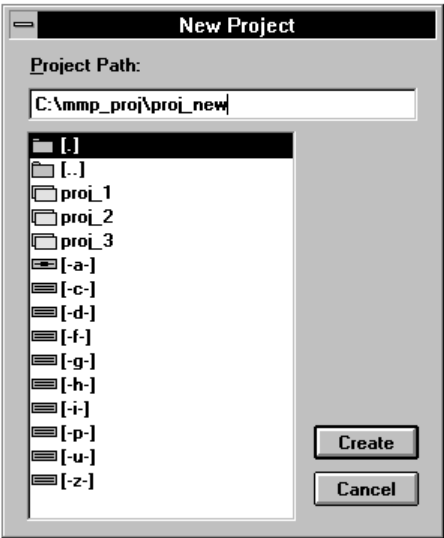 New Project
Project Path:
C:\mmp_proj\proj_new
[.]
[..]
proj_1
proj_2
proj_3
[-a-]
[-c-]
[-d-]
[-f-]
[-g-]
[-h-]
[-i-]
[-p-]
[-u-]
[-z-]
Create
Cancel